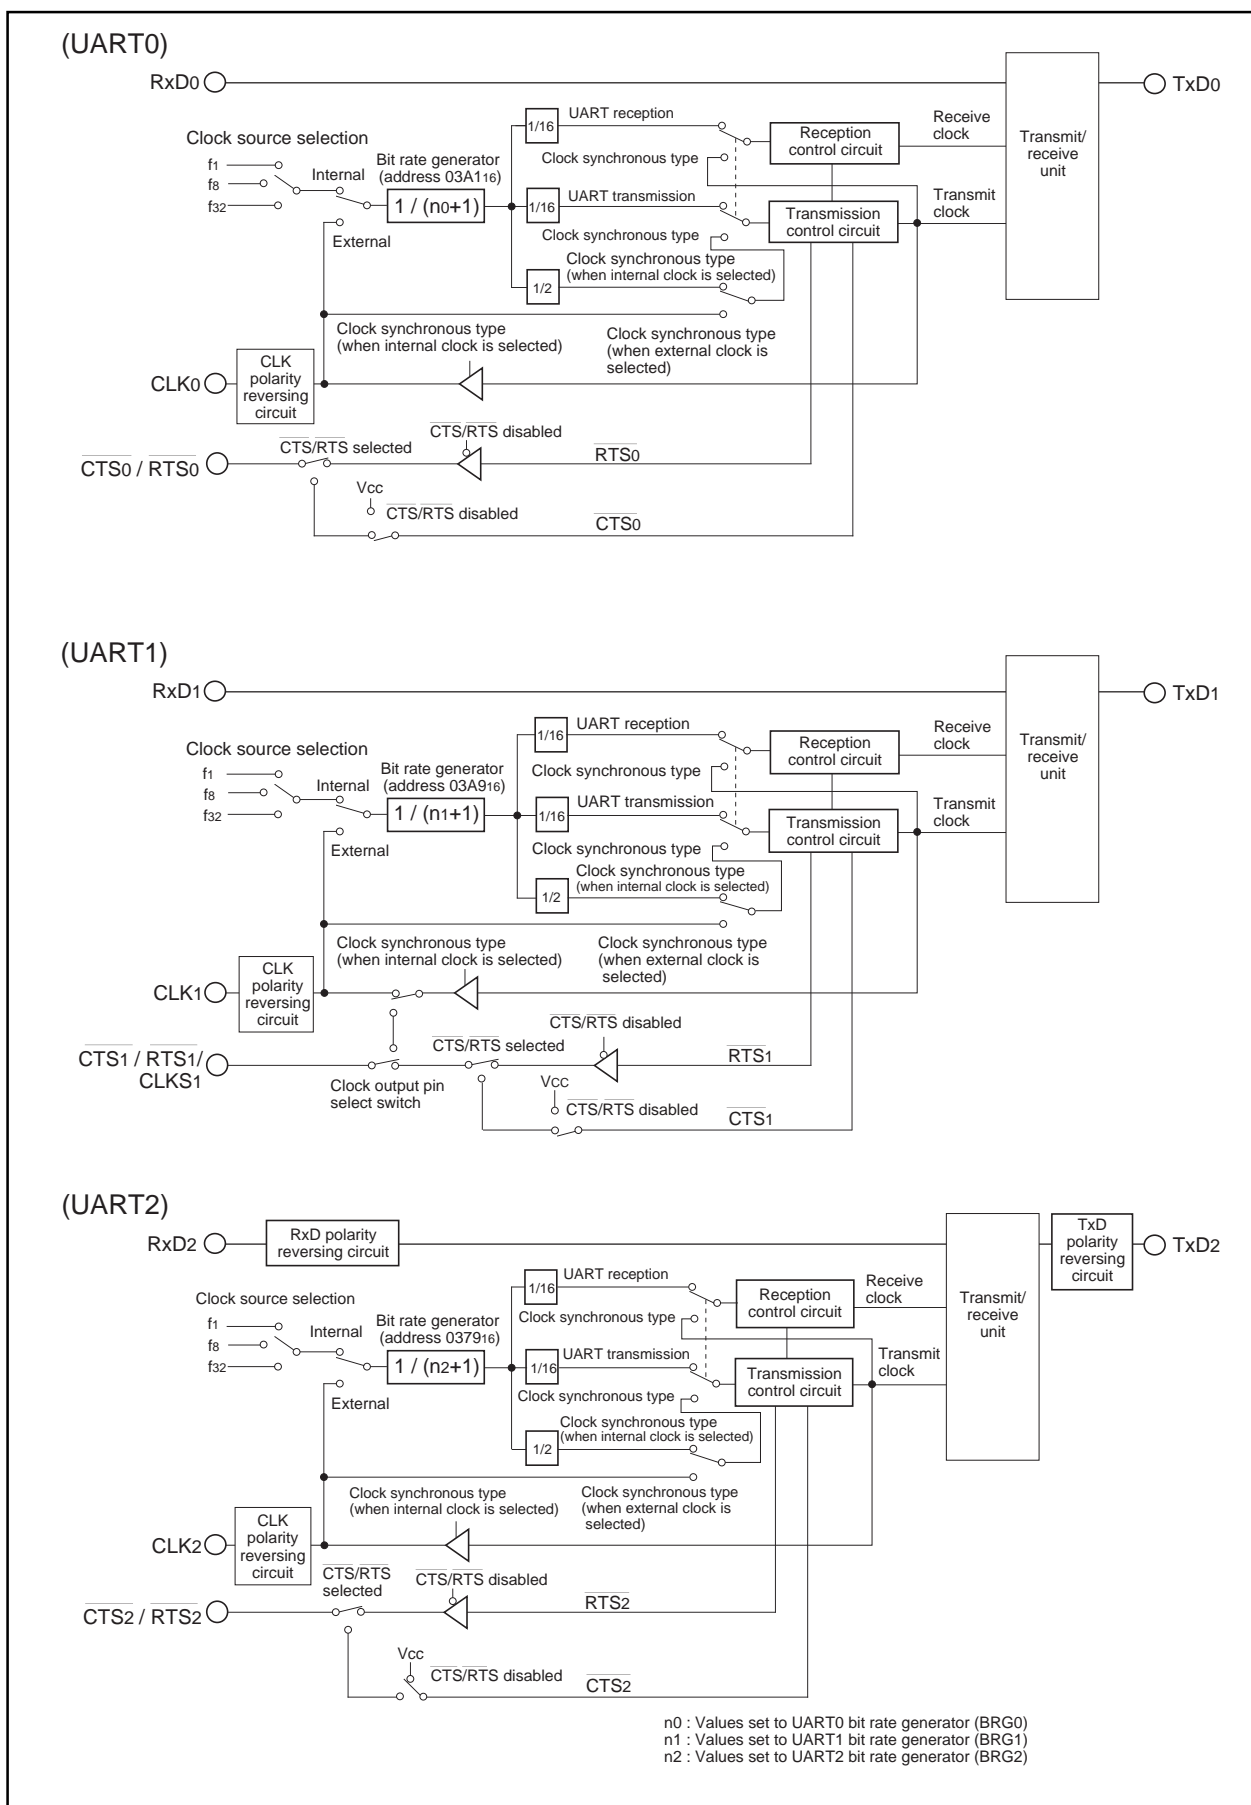 (UART0)
RxD0
TxD0
Clock source selection
f1
f8
f32
Internal
External
Bit rate generator
(address 03A116)
1 / (n0+1)
1/16
UART reception
Clock synchronous type
1/16
UART transmission
Clock synchronous type
Clock synchronous type
(when internal clock is selected)
1/2
Reception
control circuit
Transmission
control circuit
Receive
clock
Transmit
clock
Transmit/
receive
unit
Clock synchronous type
(when internal clock is selected)
Clock synchronous type
(when external clock is
selected)
CLK0
CLK
polarity
reversing
circuit
CTS0 / RTS0
CTS/RTS selected
CTS/RTS disabled
RTS0
Vcc
CTS/RTS disabled
CTS0
(UART1)
RxD1
TxD1
Clock source selection
f1
f8
f32
Internal
External
Bit rate generator
(address 03A916)
1 / (n1+1)
1/16
UART reception
Clock synchronous type
1/16
UART transmission
Clock synchronous type
Clock synchronous type
(when internal clock is selected)
1/2
Reception
control circuit
Transmission
control circuit
Receive
clock
Transmit
clock
Transmit/
receive
unit
Clock synchronous type
(when internal clock is selected)
Clock synchronous type
(when external clock is
selected)
CLK1
CLK
polarity
reversing
circuit
CTS1 / RTS1/
CLKS1
Clock output pin
select switch
CTS/RTS selected
CTS/RTS disabled
RTS1
VCC
CTS/RTS disabled
CTS1
(UART2)
RxD2
RxD polarity
reversing circuit
TxD
polarity
reversing
circuit
TxD2
Clock source selection
f1
f8
f32
Internal
External
Bit rate generator
(address 037916)
1 / (n2+1)
1/16
UART reception
Clock synchronous type
1/16
UART transmission
Clock synchronous type
Clock synchronous type
(when internal clock is selected)
1/2
Reception
control circuit
Transmission
control circuit
Receive
clock
Transmit
clock
Transmit/
receive
unit
Clock synchronous type
(when internal clock is selected)
Clock synchronous type
(when external clock is
selected)
CLK2
CLK
polarity
reversing
circuit
CTS2 / RTS2
CTS/RTS
selected
CTS/RTS disabled
RTS2
Vcc
CTS/RTS disabled
CTS2
n0 : Values set to UART0 bit rate generator (BRG0)
n1 : Values set to UART1 bit rate generator (BRG1)
n2 : Values set to UART2 bit rate generator (BRG2)